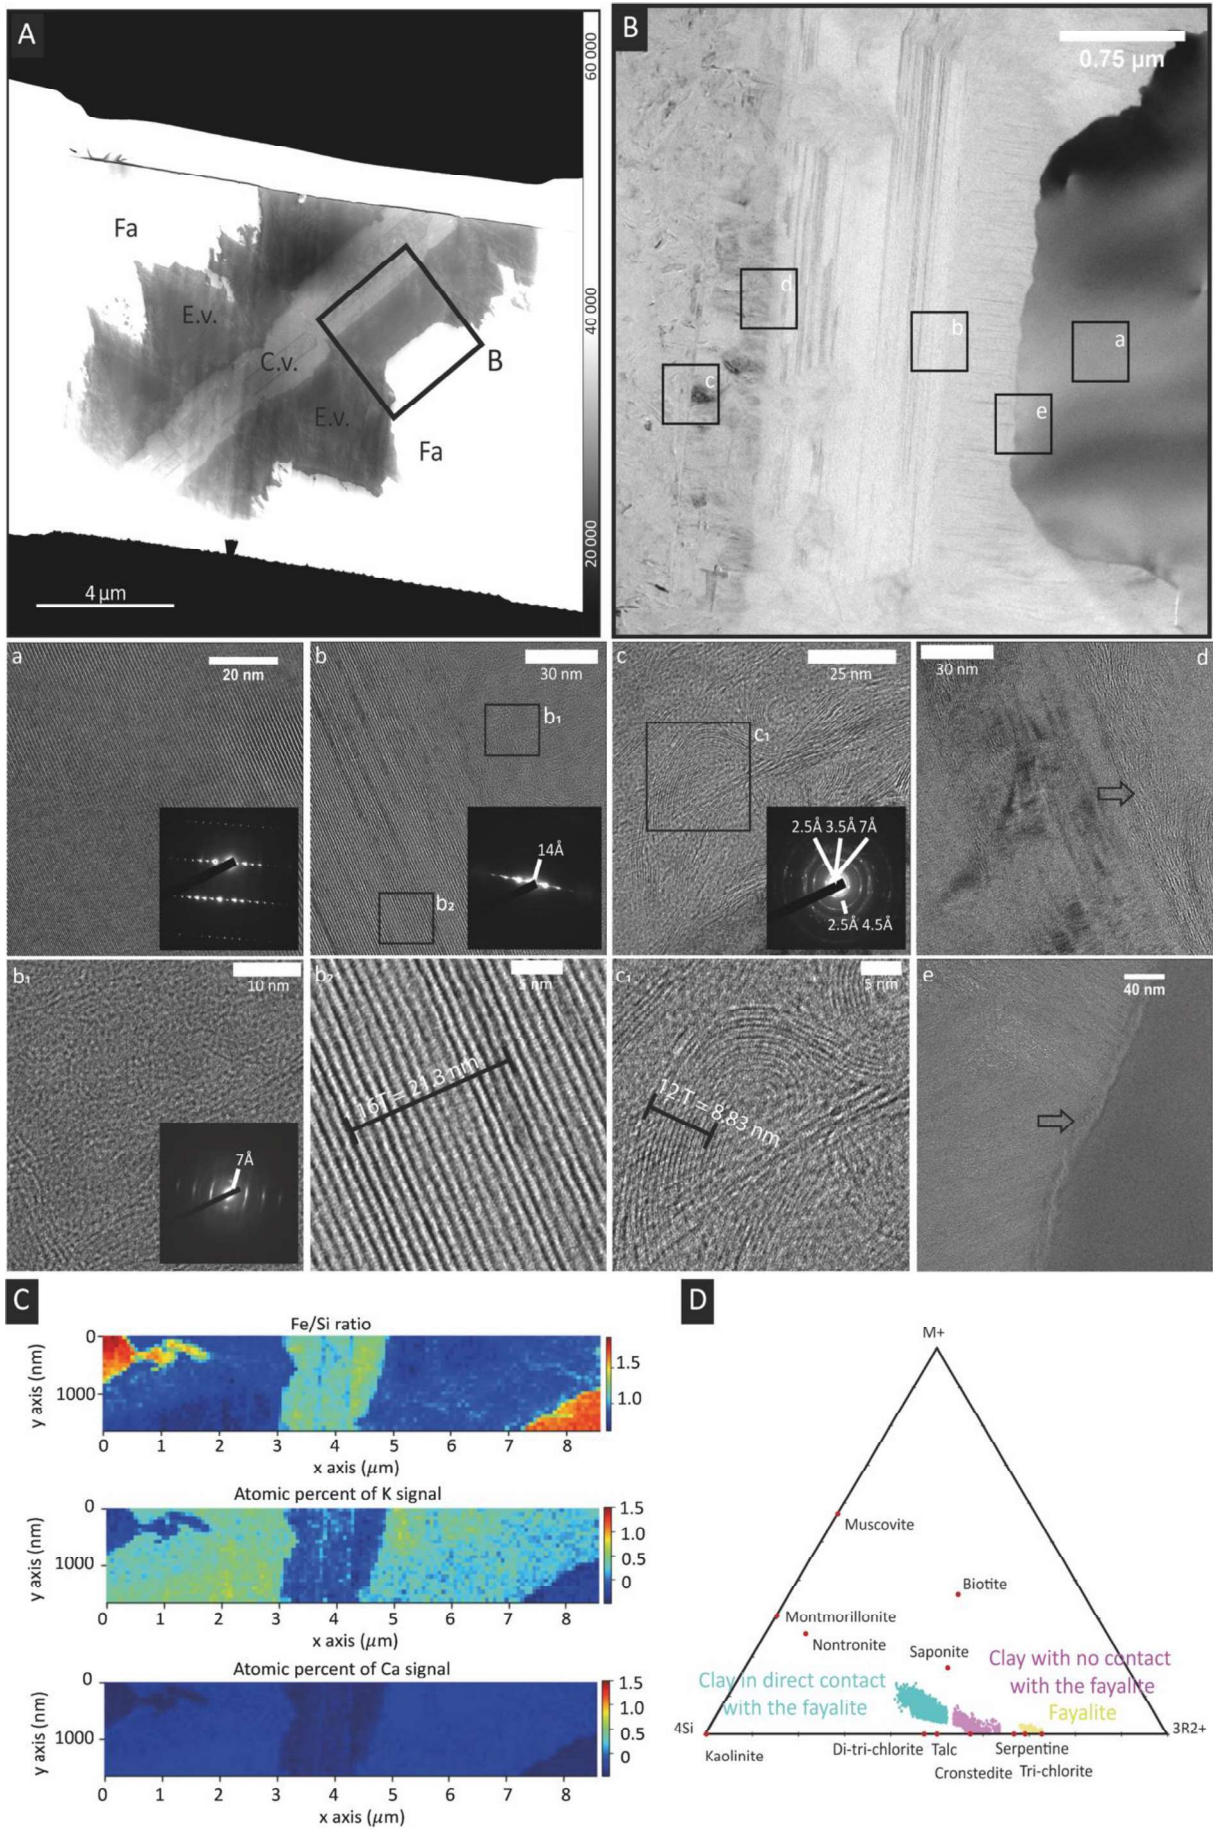 A
60 000
40 000
20 000
Fa
E.v.
C.v.
E.v.
B
Fa
4 µm
B
0.75 µm
d
b
a
c
e
a
20 nm
b
30 nm
b₁
14Å
b₂
c
25 nm
c₁
2.5Å 3.5Å 7Å
2.5Å 4.5Å
30 nm
d
b₁
10 nm
7Å
b₂
5 nm
16T = 21.3 nm
c₁
5 nm
12T = 8.83 nm
e
40 nm
C
Fe/Si ratio
0
1000
y axis (nm)
1.5
1.0
0 1 2 3 4 5 6 7 8
x axis (µm)
Atomic percent of K signal
0
1000
y axis (nm)
1.5
1.0
0.5
0
0 1 2 3 4 5 6 7 8
x axis (µm)
Atomic percent of Ca signal
0
1000
y axis (nm)
1.5
1.0
0.5
0
0 1 2 3 4 5 6 7 8
x axis (µm)
D
M+
Muscovite
Biotite
Montmorillonite
Nontronite
Saponite
Clay in direct contact
with the fayalite
Clay with no contact
with the fayalite
Fayalite
4Si
3R2+
Kaolinite
Di-tri-chlorite
Talc
Serpentine
Cronstedite
Tri-chlorite